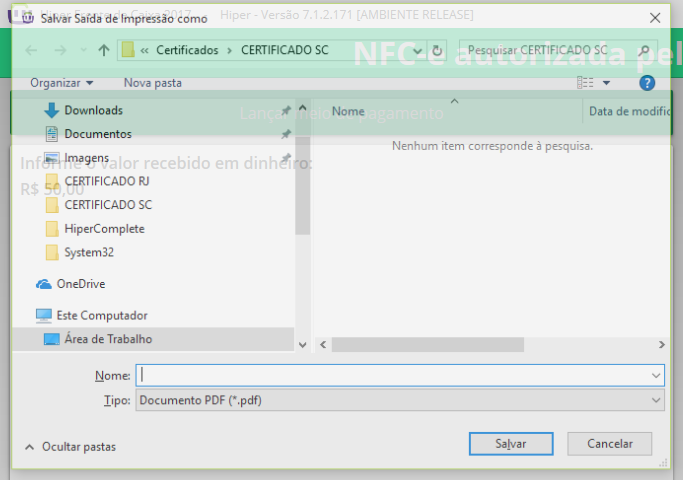 Salvar Saída de Impressão como
Hiper - Versão 7.1.2.171 [AMBIENTE RELEASE]
« Certificados › CERTIFICADO SC
Pesquisar CERTIFICADO SC
NFC-e autorizada pel
Organizar
Nova pasta
Lançar
pagamento
Downloads
Documentos
Imagens
CERTIFICADO RJ
CERTIFICADO SC
HiperComplete
System32
OneDrive
Este Computador
Área de Trabalho
Nome
Data de modific
Nenhum item corresponde à pesquisa.
Informe o valor recebido em dinheiro:
R$ 50,00
Nome:
Tipo: Documento PDF (*.pdf)
Ocultar pastas
Salvar
Cancelar